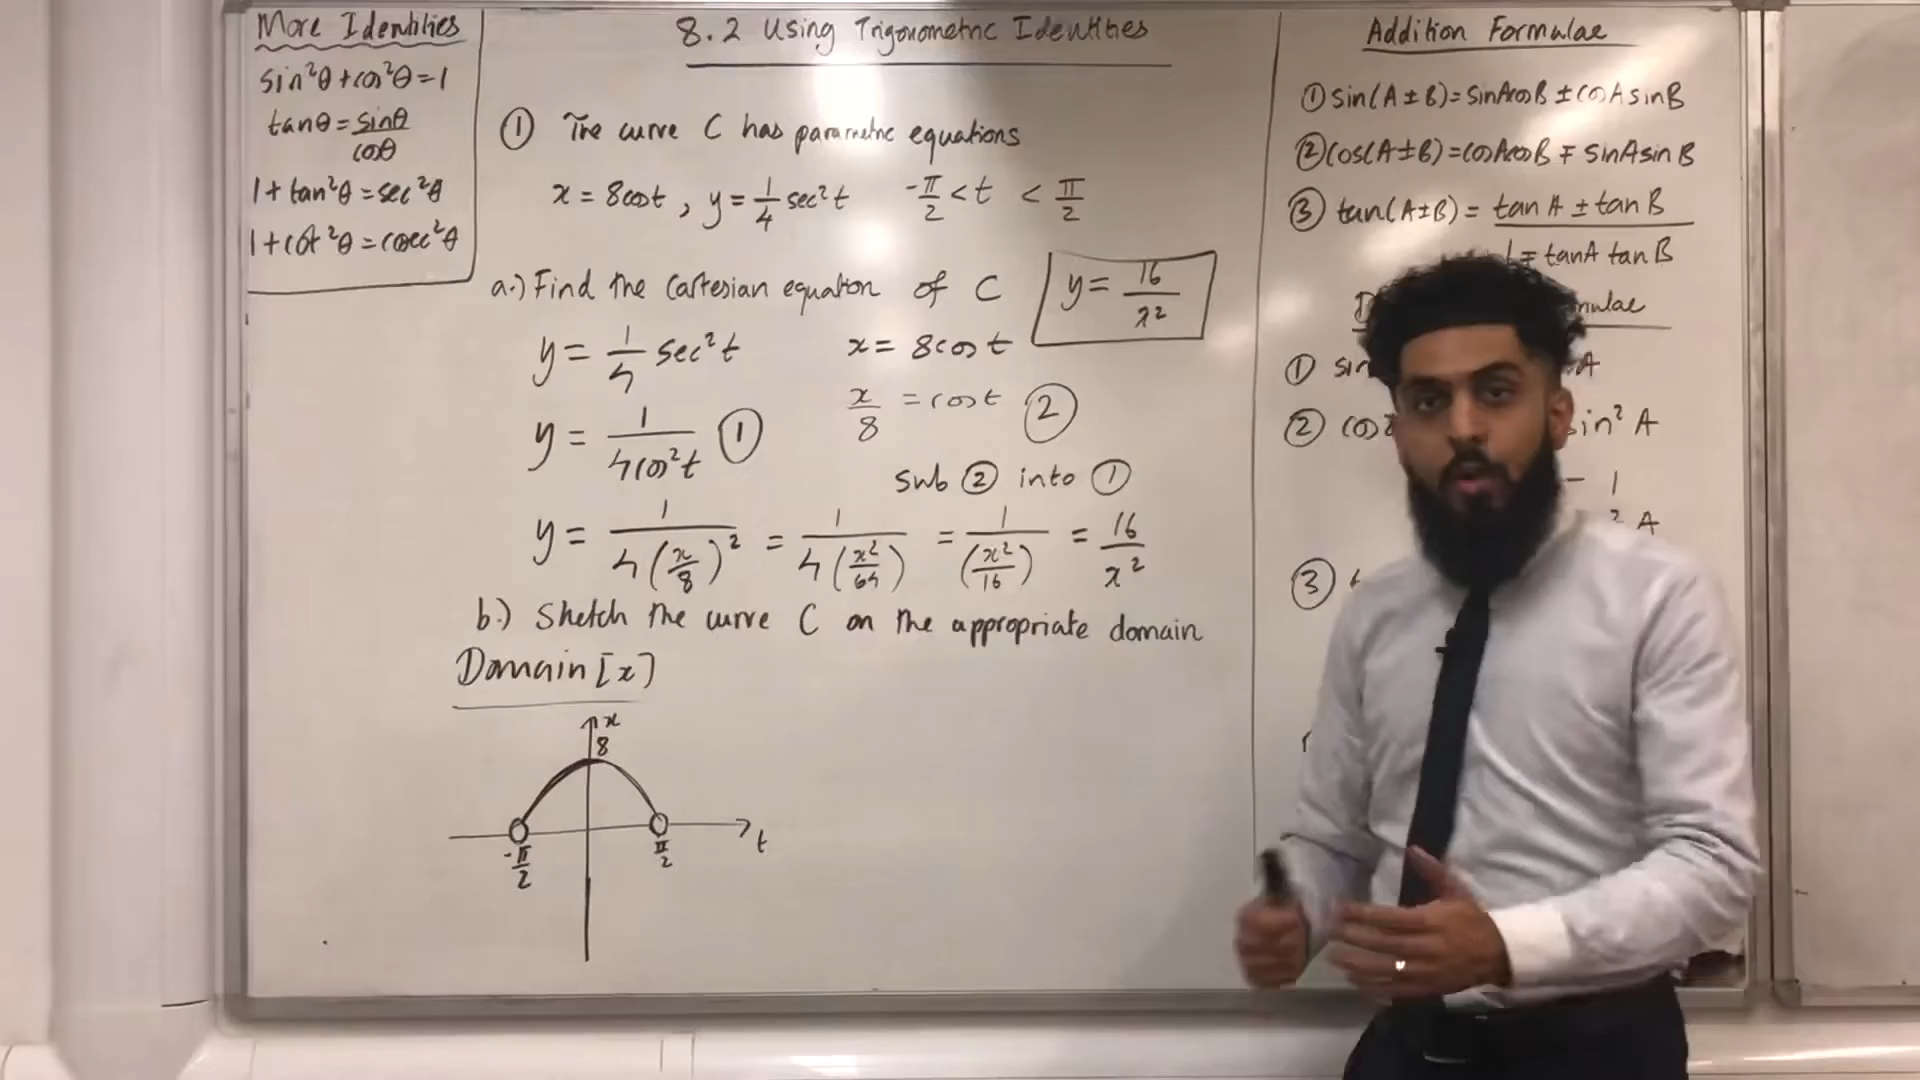 More Identities
sin²θ + cos²θ = 1
tanθ = sinθ/cosθ
1 + tan²θ = sec²θ
1 + cot²θ = cosec²θ
8.2 Using Trigonometric Identities
① The curve C has parametric equations
x = 8cost, y = 1/4 sec²t -π/2 < t < π/2
a.) Find the Cartesian equation of C
y = 16/x²
y = 1/4 sec²t
x = 8cost
y = 1/4cos²t ①
x/8 = cost ②
sub ② into ①
y = 1/4(x/8)² = 1/4(x²/64) = 1/(x²/16) = 16/x²
b.) Sketch the curve C on the appropriate domain
Domain [x]
x
8
-π/2
π/2
t
Addition Formulae
① sin(A ± B) = sinAcosB ± cosAsinB
② cos(A ± B) = cosAcosB ∓ sinAsinB
③ tan(A ± B) = tanA ± tanB
1 ∓ tanA tanB
① sin
② cos
sin² A
- 1
² A
③